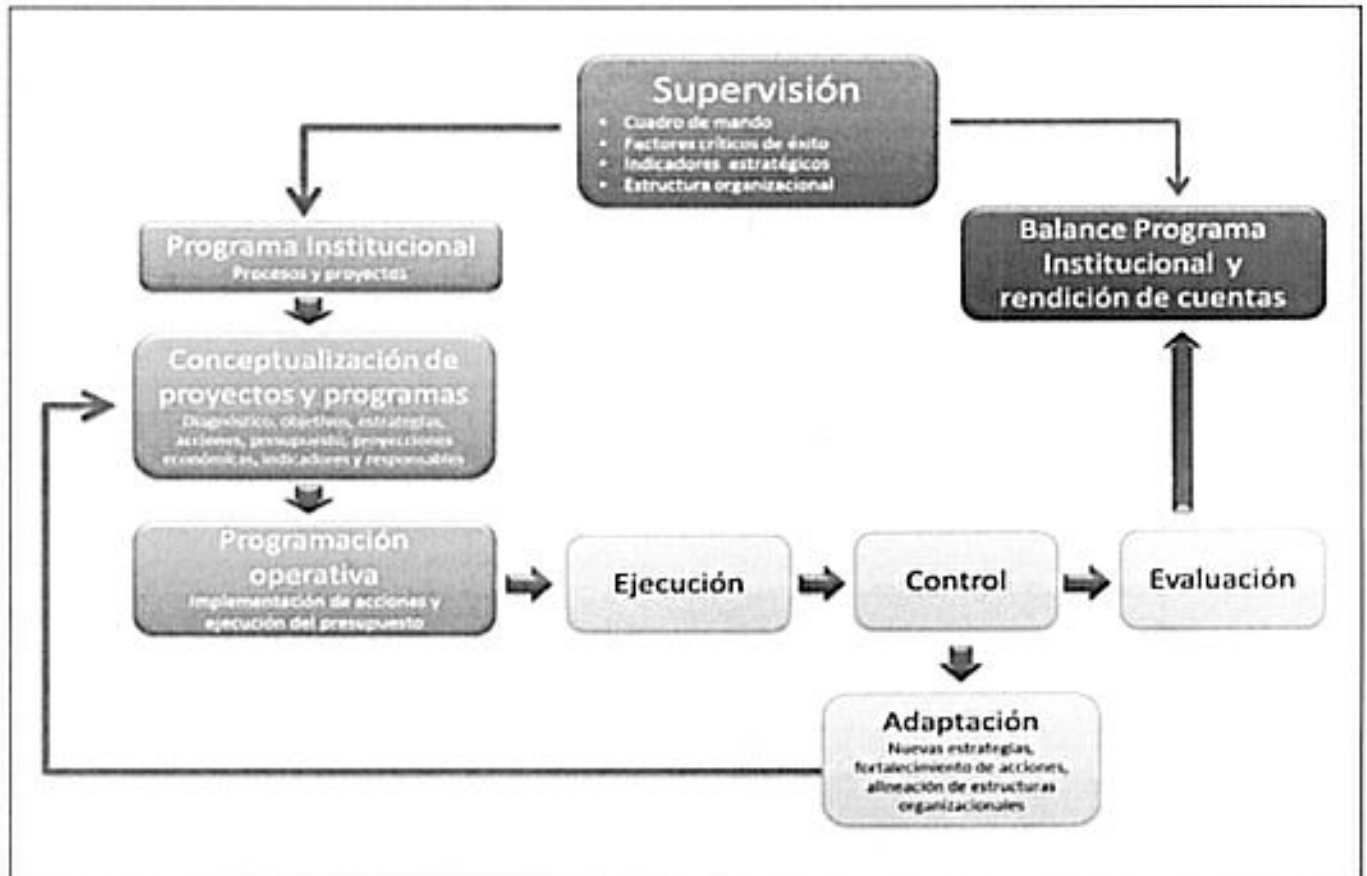 Supervisión
• Cuadro de mando
• Factores críticos de éxito
• Indicadores estratégicos
• Estructura organizacional
Programa Institucional
Procesos y proyectos
Balance Programa
Institucional y
rendición de cuentas
Conceptualización de
proyectos y programas
Diagnóstico, objetivos, estrategias,
acciones, presupuesto, proyecciones
económicas, indicadores y responsables
Programación
operativa
Implementación de acciones y
ejecución del presupuesto
Ejecución
Control
Evaluación
Adaptación
Nuevas estrategias,
fortalecimiento de acciones,
alineación de estructuras
organizacionales